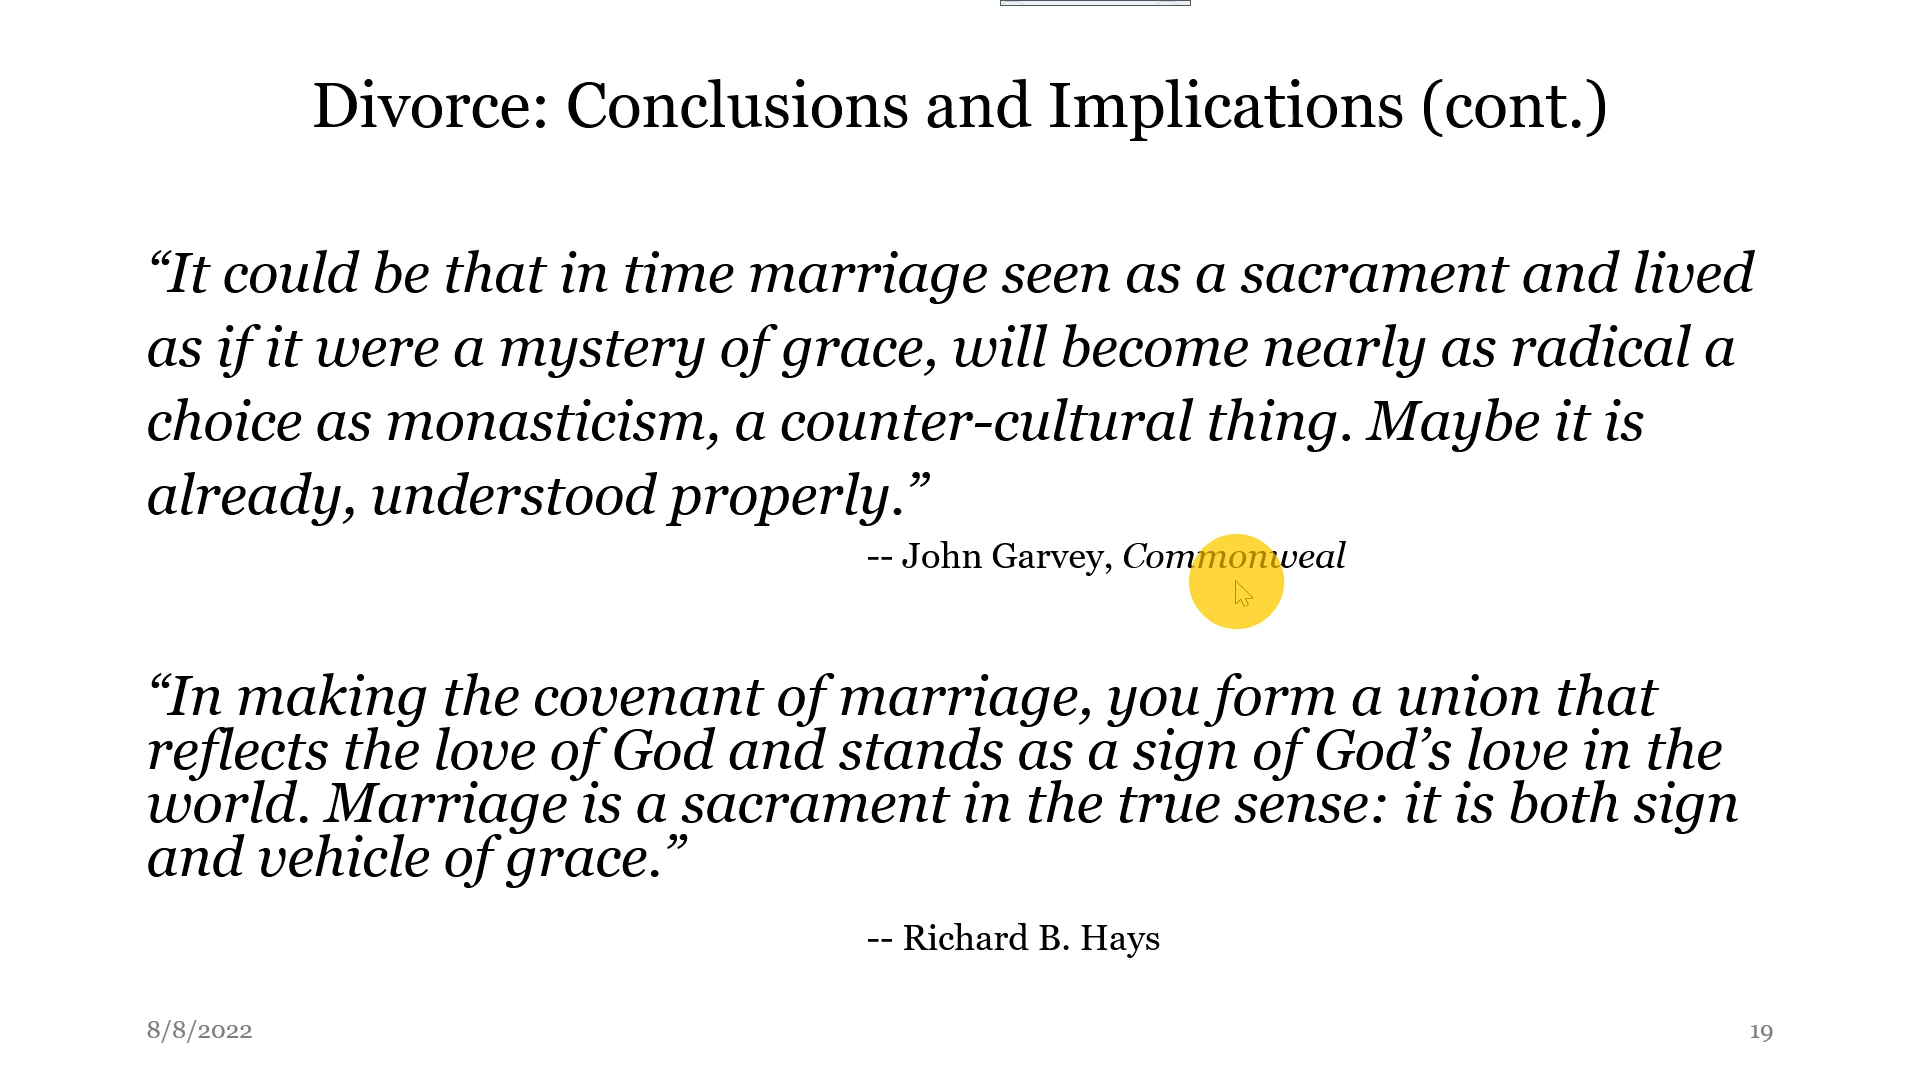 Divorce: Conclusions and Implications (cont.)
“It could be that in time marriage seen as a sacrament and lived
as if it were a mystery of grace, will become nearly as radical a
choice as monasticism, a counter-cultural thing. Maybe it is
already, understood properly.”
-- John Garvey, Commonweal
“In making the covenant of marriage, you form a union that
reflects the love of God and stands as a sign of God’s love in the
world. Marriage is a sacrament in the true sense: it is both sign
and vehicle of grace.”
-- Richard B. Hays
8/8/2022
19